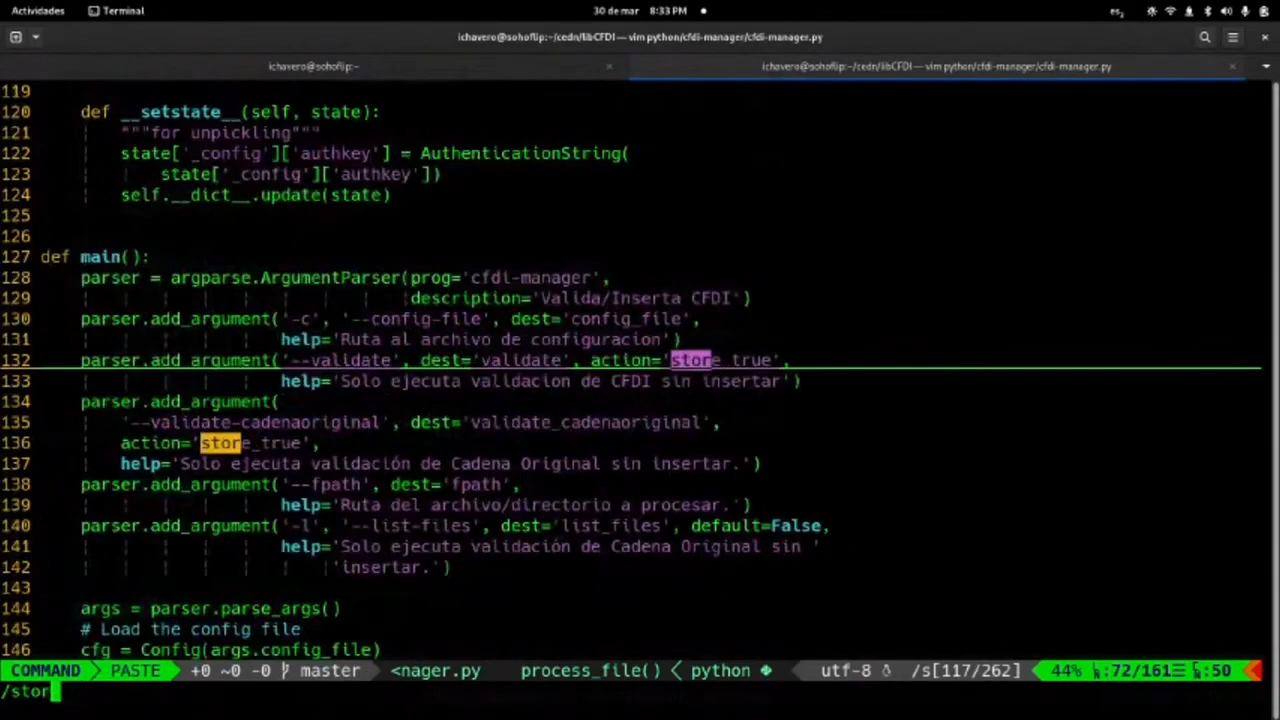 Actividades Terminal 30 de mar 8:33 PM es₂
ichavero@sohoflip:~/cedn/libCFDI — vim python/cfdi-manager/cfdi-manager.py
ichavero@sohoflip:~ × ichavero@sohoflip:~/cedn/libCFDI — vim python/cfdi-manager/cfdi-manager.py ×
119
120 def __setstate__(self, state):
121 """for unpickling"""
122 state['_config']['authkey'] = AuthenticationString(
123 state['_config']['authkey'])
124 self.__dict__.update(state)
125
126
127 def main():
128 parser = argparse.ArgumentParser(prog='cfdi-manager',
129 description='Valida/Inserta CFDI')
130 parser.add_argument('-c', '--config-file', dest='config_file',
131 help='Ruta al archivo de configuracion')
132 parser.add_argument('--validate', dest='validate', action='store_true',
133 help='Solo ejecuta validacion de CFDI sin insertar')
134 parser.add_argument(
135 '--validate-cadenaoriginal', dest='validate_cadenaoriginal',
136 action='store_true',
137 help='Solo ejecuta validación de Cadena Original sin insertar.')
138 parser.add_argument('--fpath', dest='fpath',
139 help='Ruta del archivo/directorio a procesar.')
140 parser.add_argument('-l', '--list-files', dest='list_files', default=False,
141 help='Solo ejecuta validación de Cadena Original sin '
142 'insertar.')
143
144 args = parser.parse_args()
145 # Load the config file
146 cfg = Config(args.config_file)
COMMAND PASTE +0 ~0 -0 master <nager.py process_file() python utf-8 /s[117/262] 44% :72/161 :50
/stor